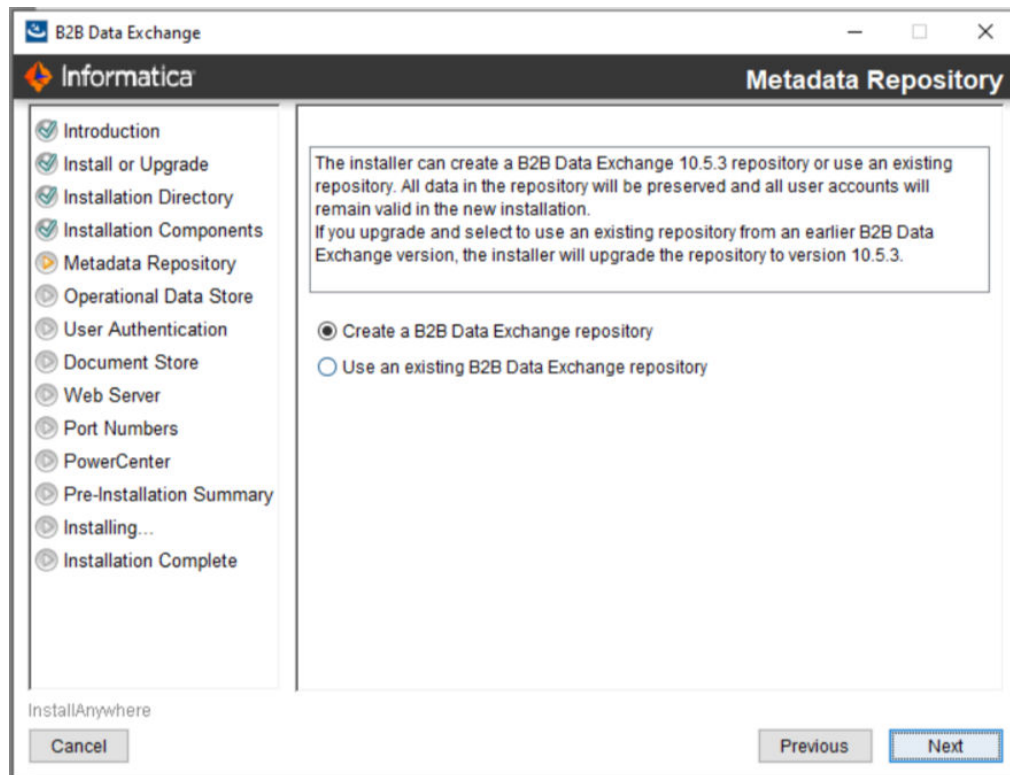 B2B Data Exchange
Informatica
Metadata Repository
Introduction
Install or Upgrade
Installation Directory
Installation Components
Metadata Repository
Operational Data Store
User Authentication
Document Store
Web Server
Port Numbers
PowerCenter
Pre-Installation Summary
Installing...
Installation Complete
The installer can create a B2B Data Exchange 10.5.3 repository or use an existing
repository. All data in the repository will be preserved and all user accounts will
remain valid in the new installation.
If you upgrade and select to use an existing repository from an earlier B2B Data
Exchange version, the installer will upgrade the repository to version 10.5.3.
Create a B2B Data Exchange repository
Use an existing B2B Data Exchange repository
InstallAnywhere
Cancel
Previous
Next